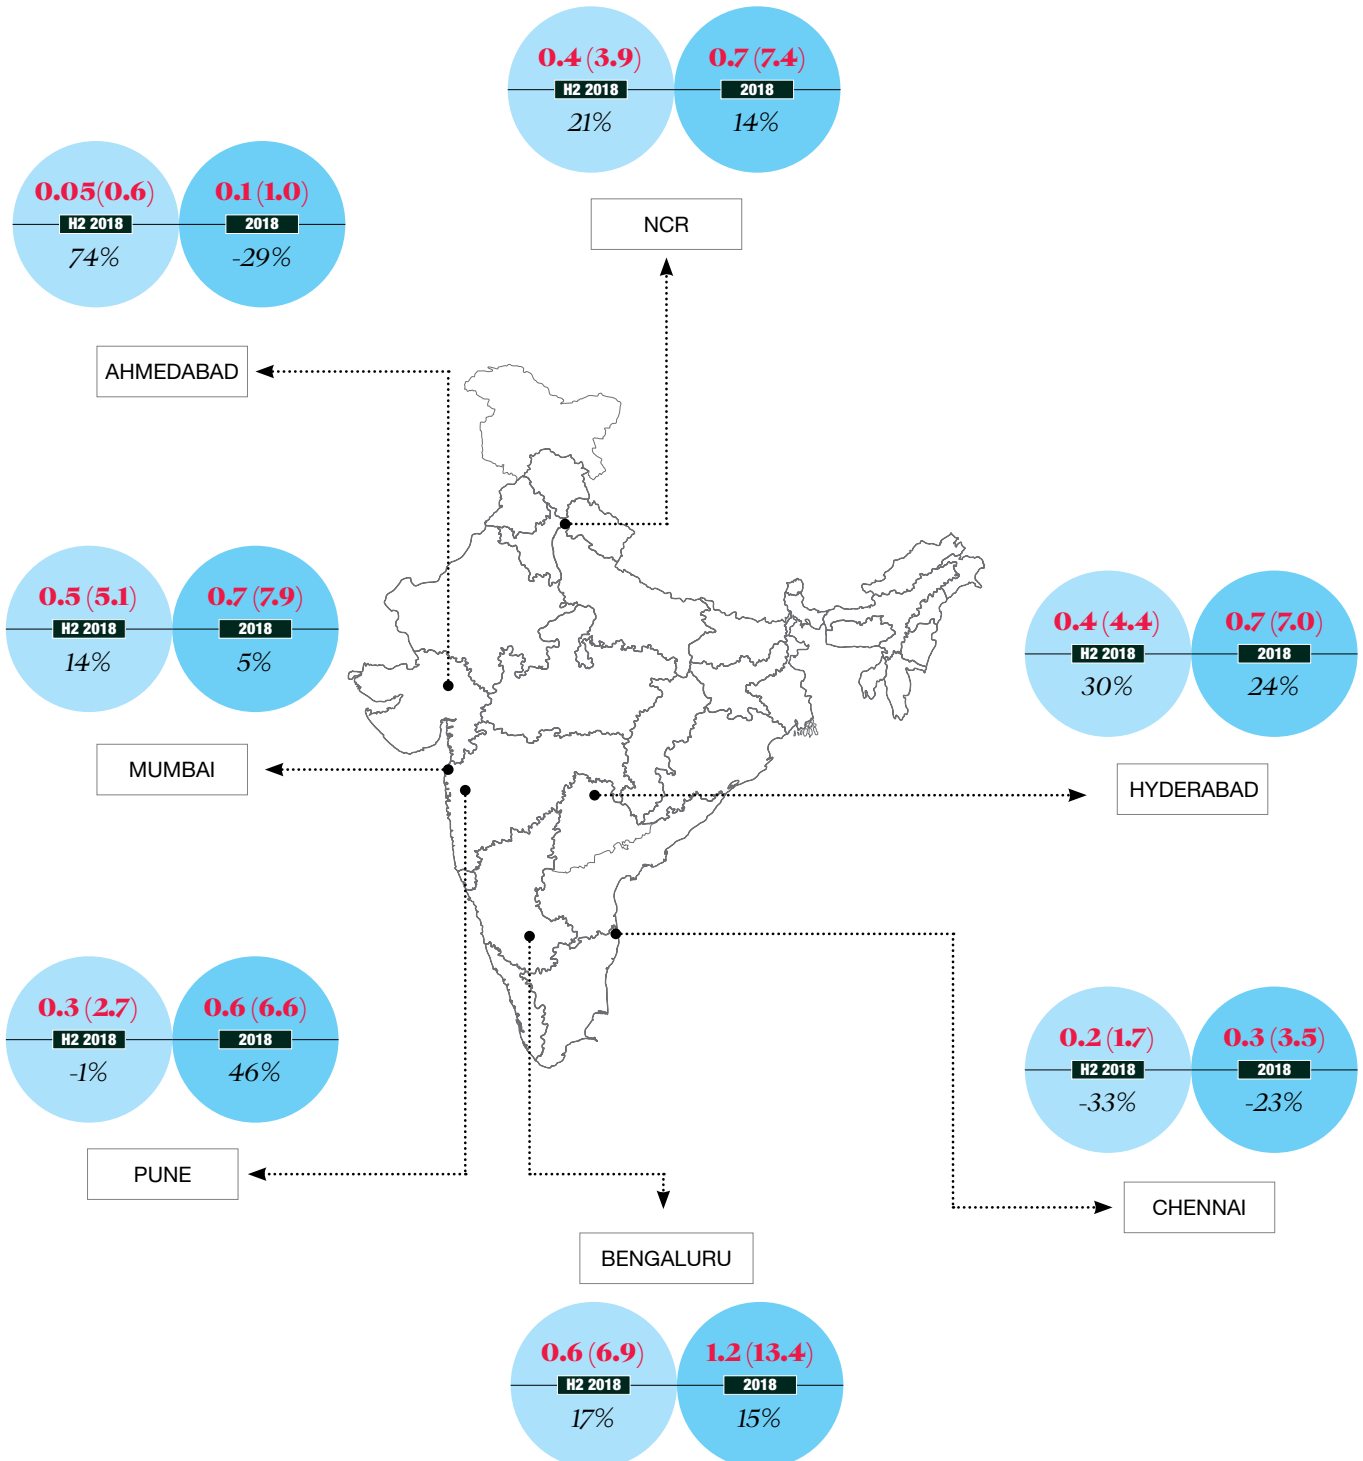 0.4 (3.9)
H2 2018
21%
0.7 (7.4)
2018
14%
NCR
0.05(0.6)
H2 2018
74%
0.1 (1.0)
2018
-29%
AHMEDABAD
0.5 (5.1)
H2 2018
14%
0.7 (7.9)
2018
5%
MUMBAI
0.4 (4.4)
H2 2018
30%
0.7 (7.0)
2018
24%
HYDERABAD
0.3 (2.7)
H2 2018
-1%
0.6 (6.6)
2018
46%
PUNE
0.2 (1.7)
H2 2018
-33%
0.3 (3.5)
2018
-23%
CHENNAI
BENGALURU
0.6 (6.9)
H2 2018
17%
1.2 (13.4)
2018
15%